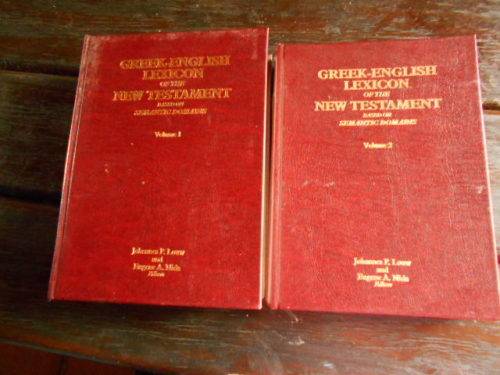 GREEK-ENGLISH
LEXICON
OF THE
NEW TESTAMENT
BASED ON
SEMANTIC DOMAINS
Volume 1
Johannes P. Louw
and
Eugene A. Nida
Editors
GREEK-ENGLISH
LEXICON
OF THE
NEW TESTAMENT
BASED ON
SEMANTIC DOMAINS
Volume 2
Johannes P. Louw
and
Eugene A. Nida
Editors